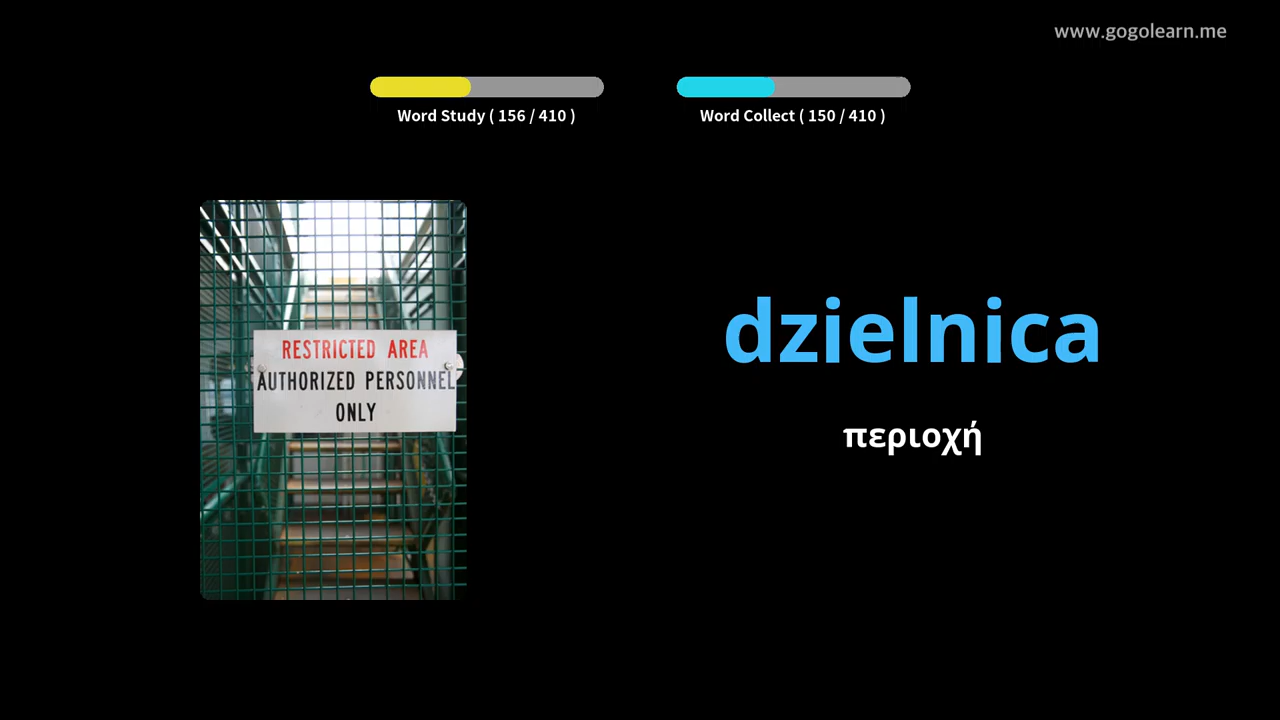 www.gogolearn.me
Word Study ( 156 / 410 )
Word Collect ( 150 / 410 )
RESTRICTED AREA
AUTHORIZED PERSONNEL
ONLY
dzielnica
περιοχή